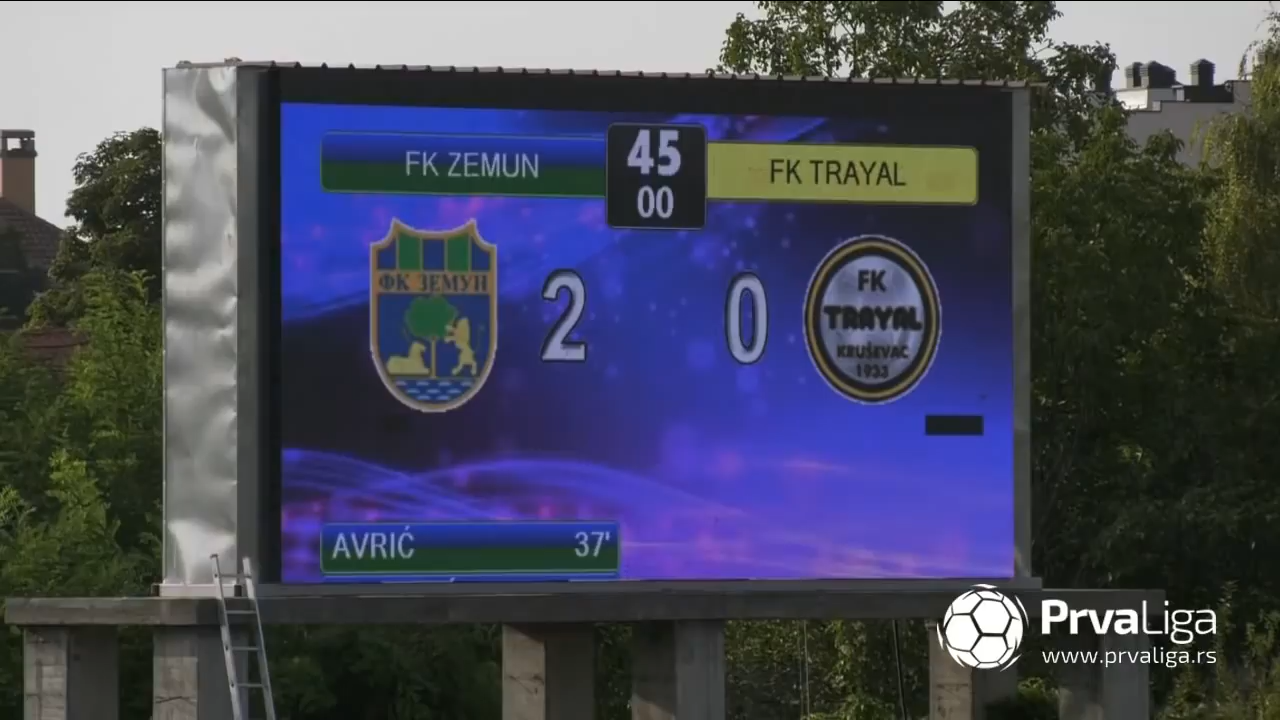 FK ZEMUN
45
00
FK TRAYAL
ФК ЗЕМУН
2
0
FK
TRAYAL
KRUŠEVAC
1933
AVRIĆ 37'
PrvaLiga
www.prvaliga.rs